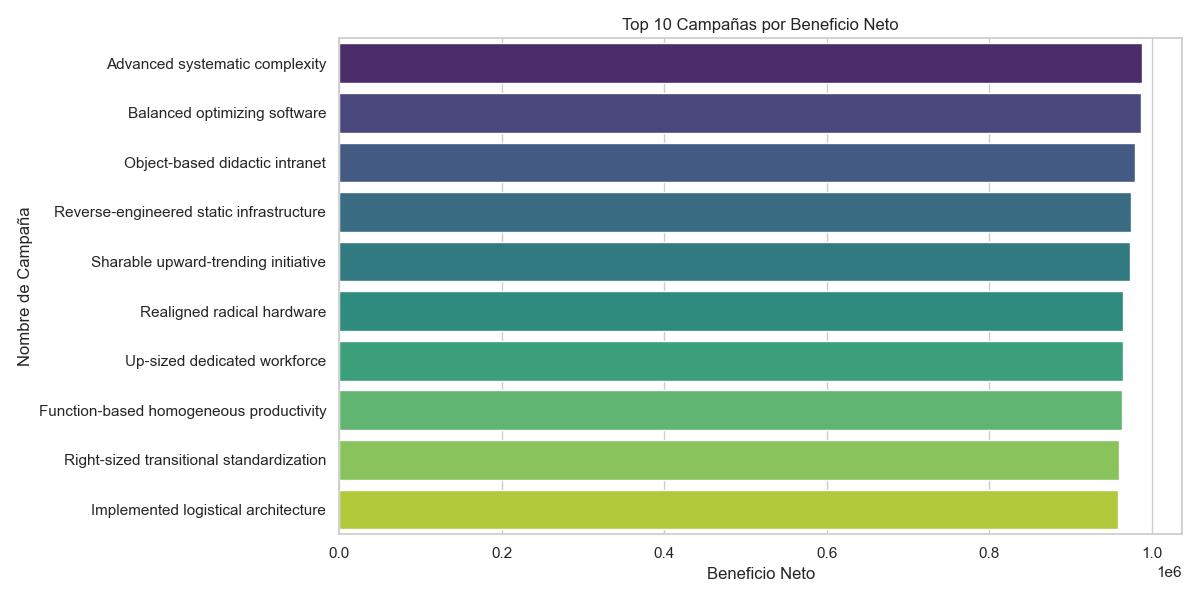 Top 10 Campañas por Beneficio Neto
Nombre de Campaña
Advanced systematic complexity
Balanced optimizing software
Object-based didactic intranet
Reverse-engineered static infrastructure
Sharable upward-trending initiative
Realigned radical hardware
Up-sized dedicated workforce
Function-based homogeneous productivity
Right-sized transitional standardization
Implemented logistical architecture
0.0 0.2 0.4 0.6 0.8 1.0
1e6
Beneficio Neto